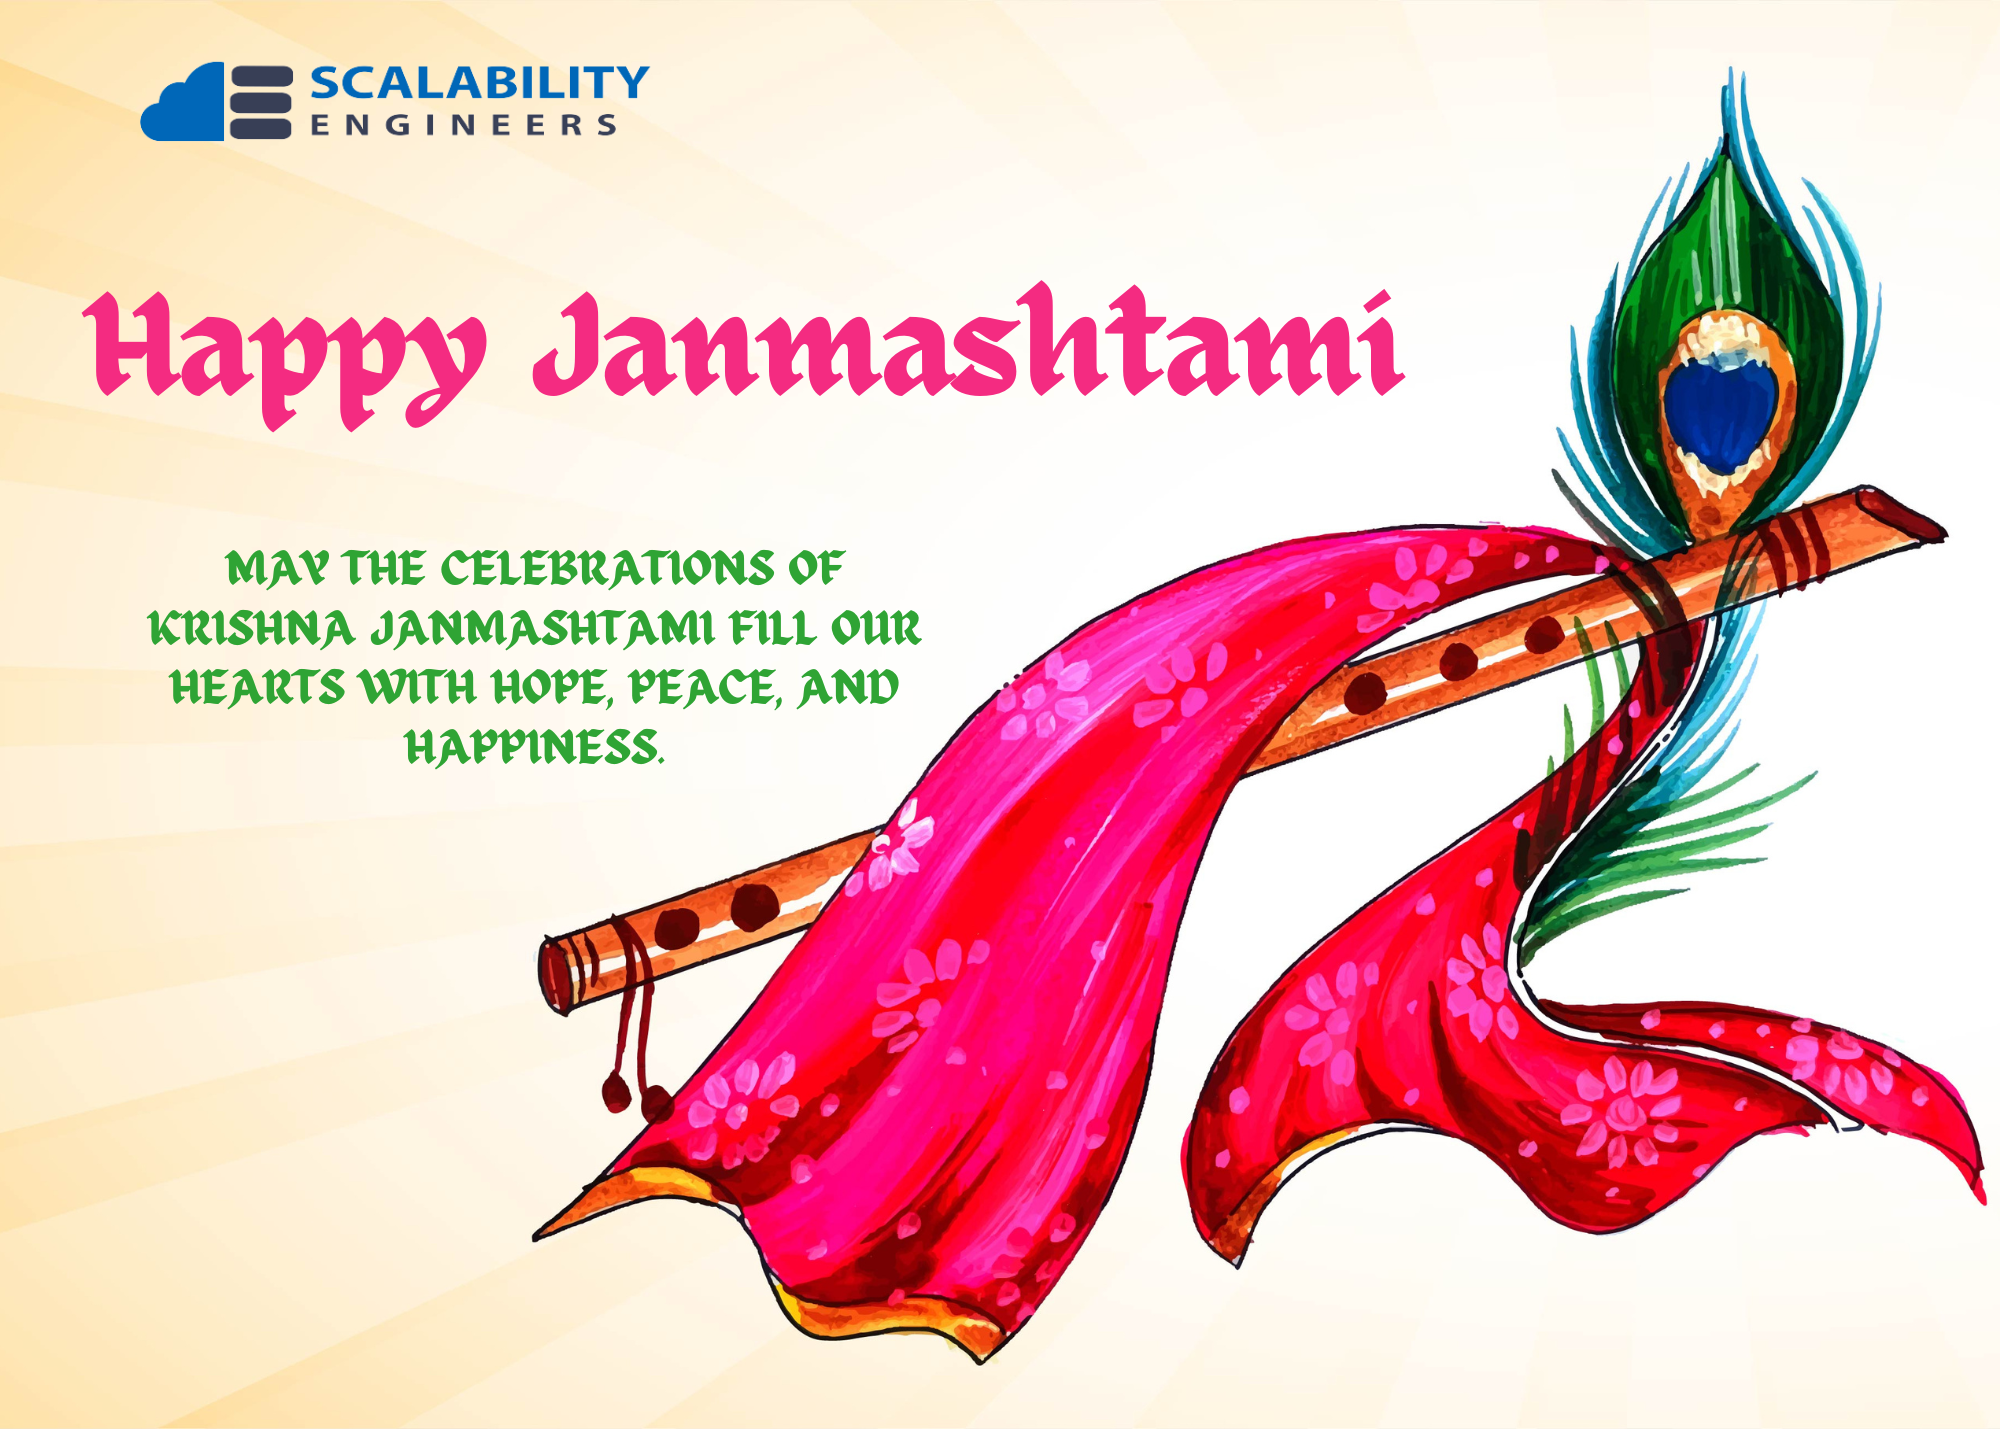 SCALABILITY
ENGINEERS
Happy Janmashtami
MAY THE CELEBRATIONS OF
KRISHNA JANMASHTAMI FILL OUR
HEARTS WITH HOPE, PEACE, AND
HAPPINESS.